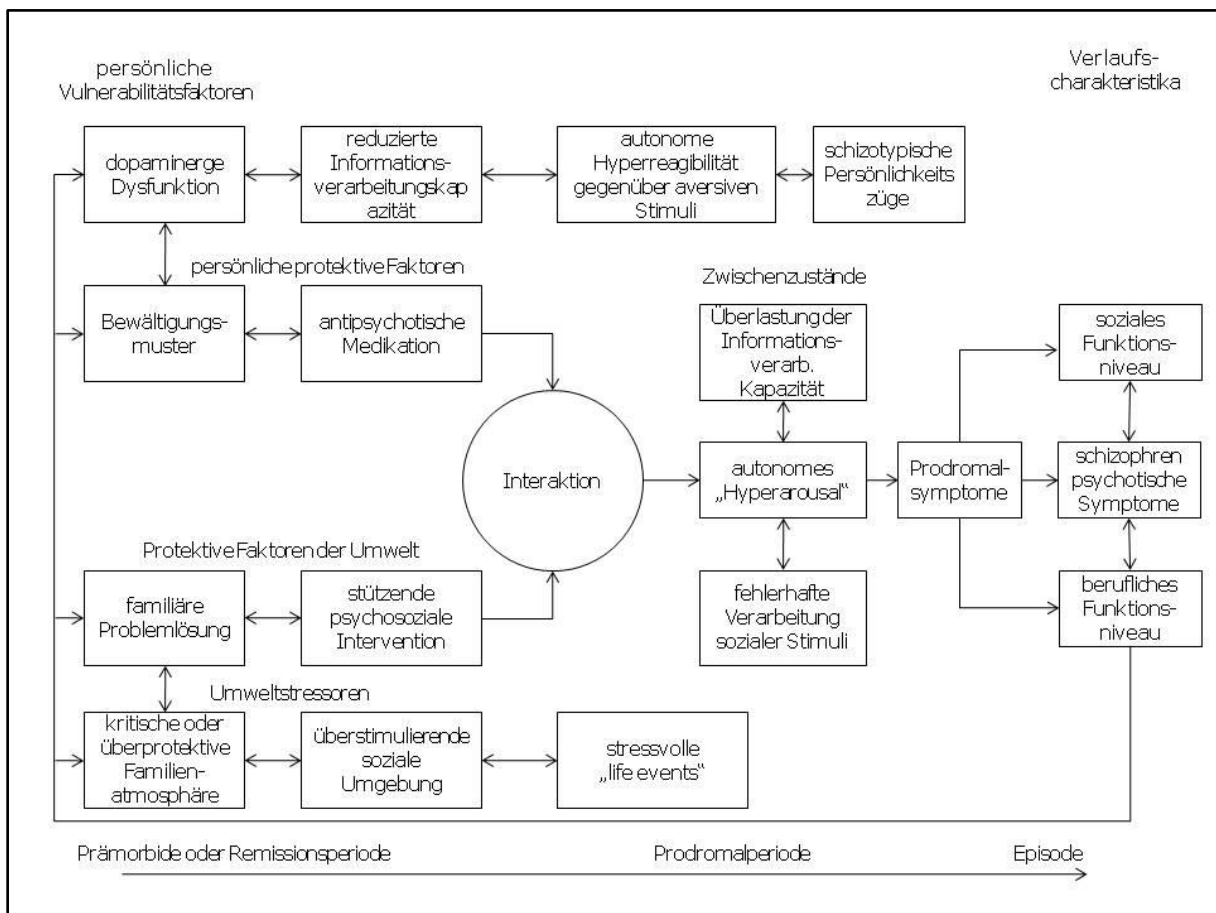 persönliche
Vulnerabilitätsfaktoren
Verlaufs-
charakteristika
dopaminerge
Dysfunktion
reduzierte
Informations-
verarbeitungskap
azität
autonome
Hyperreagibilität
gegenüber aversiven
Stimuli
schizotypische
Persönlichkeits
züge
persönliche protektive Faktoren
Zwischenzustände
Bewältigungs-
muster
antipsychotische
Medikation
Überlastung der
Informations-
verarb.
Kapazität
soziales
Funktions-
niveau
Interaktion
autonomes
„Hyperarousal“
Prodromal-
symptome
schizophren
psychotische
Symptome
Protektive Faktoren der Umwelt
familiäre
Problemlösung
stützende
psychosoziale
Intervention
fehlerhafte
Verarbeitung
sozialer Stimuli
berufliches
Funktions-
niveau
Umweltstressoren
kritische oder
überprotektive
Familien-
atmosphäre
überstimulierende
soziale
Umgebung
stressvolle
„life events“
Prämorbide oder Remissionsperiode
Prodromalperiode
Episode